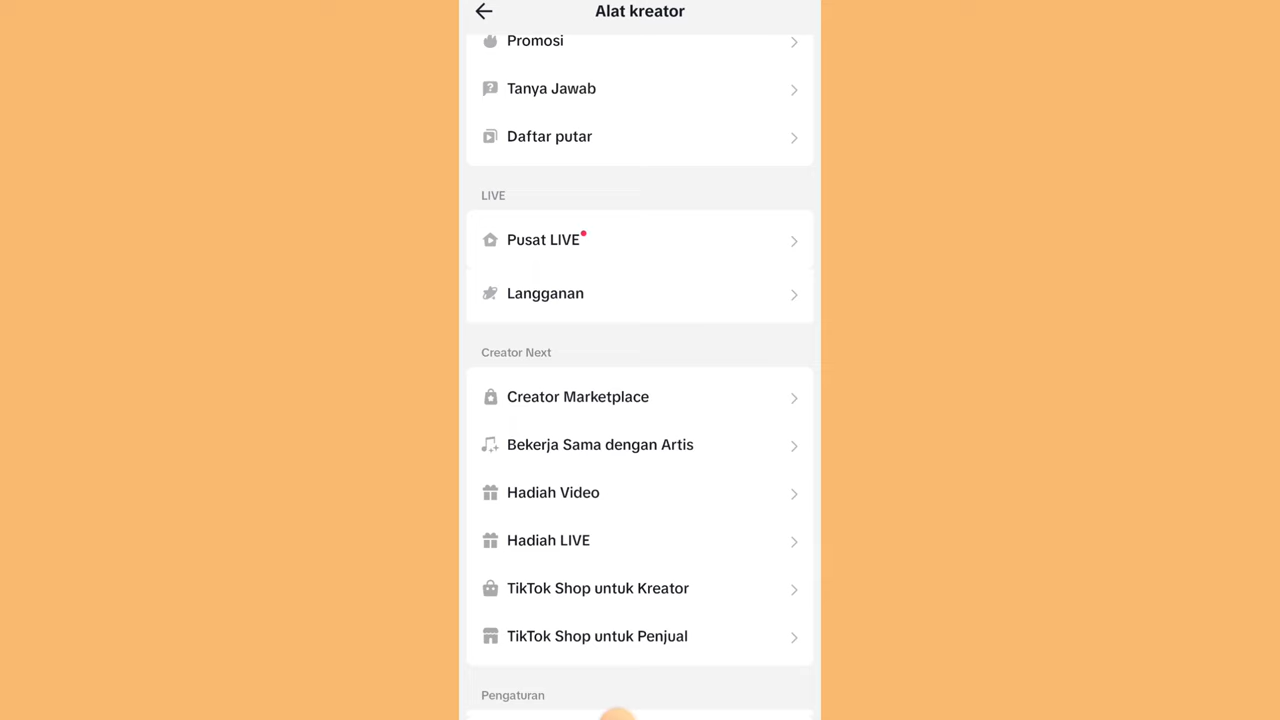 Alat kreator
Promosi
Tanya Jawab
Daftar putar
LIVE
Pusat LIVE
Langganan
Creator Next
Creator Marketplace
Bekerja Sama dengan Artis
Hadiah Video
Hadiah LIVE
TikTok Shop untuk Kreator
TikTok Shop untuk Penjual
Pengaturan